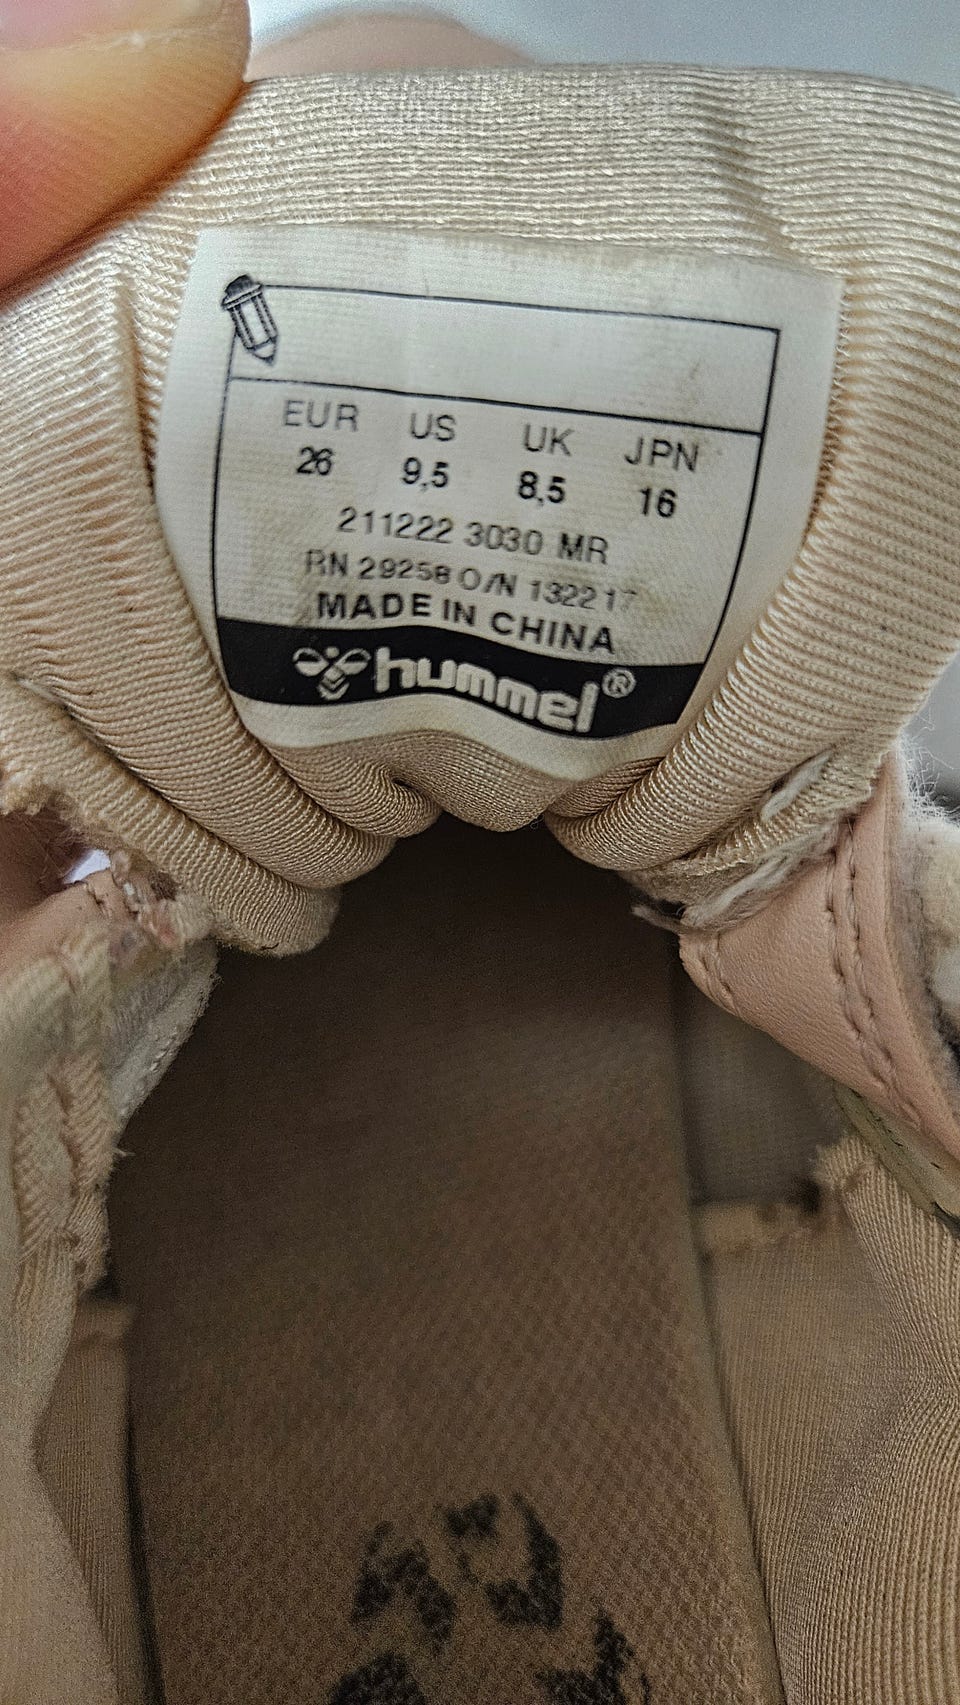 EUR US UK JPN
26 9,5 8,5 16
211222 3030 MR
RN 29258 O/N 132217
MADE IN CHINA
hummel®